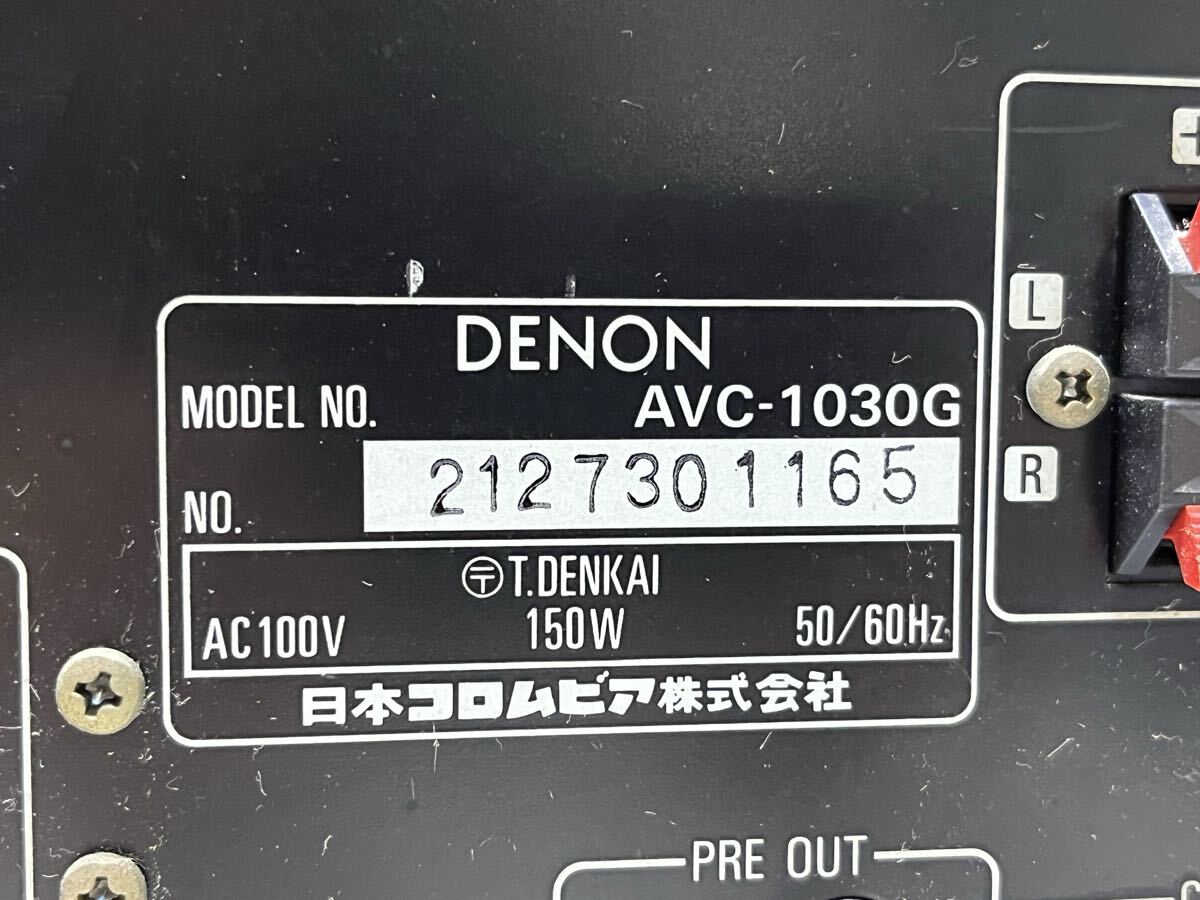 DENON
MODEL NO. AVC-1030G
NO. 2127301165
〒T.DENKAI
AC100V 150W 50/60Hz
日本コロムビア株式会社
+
L
R
PRE OUT